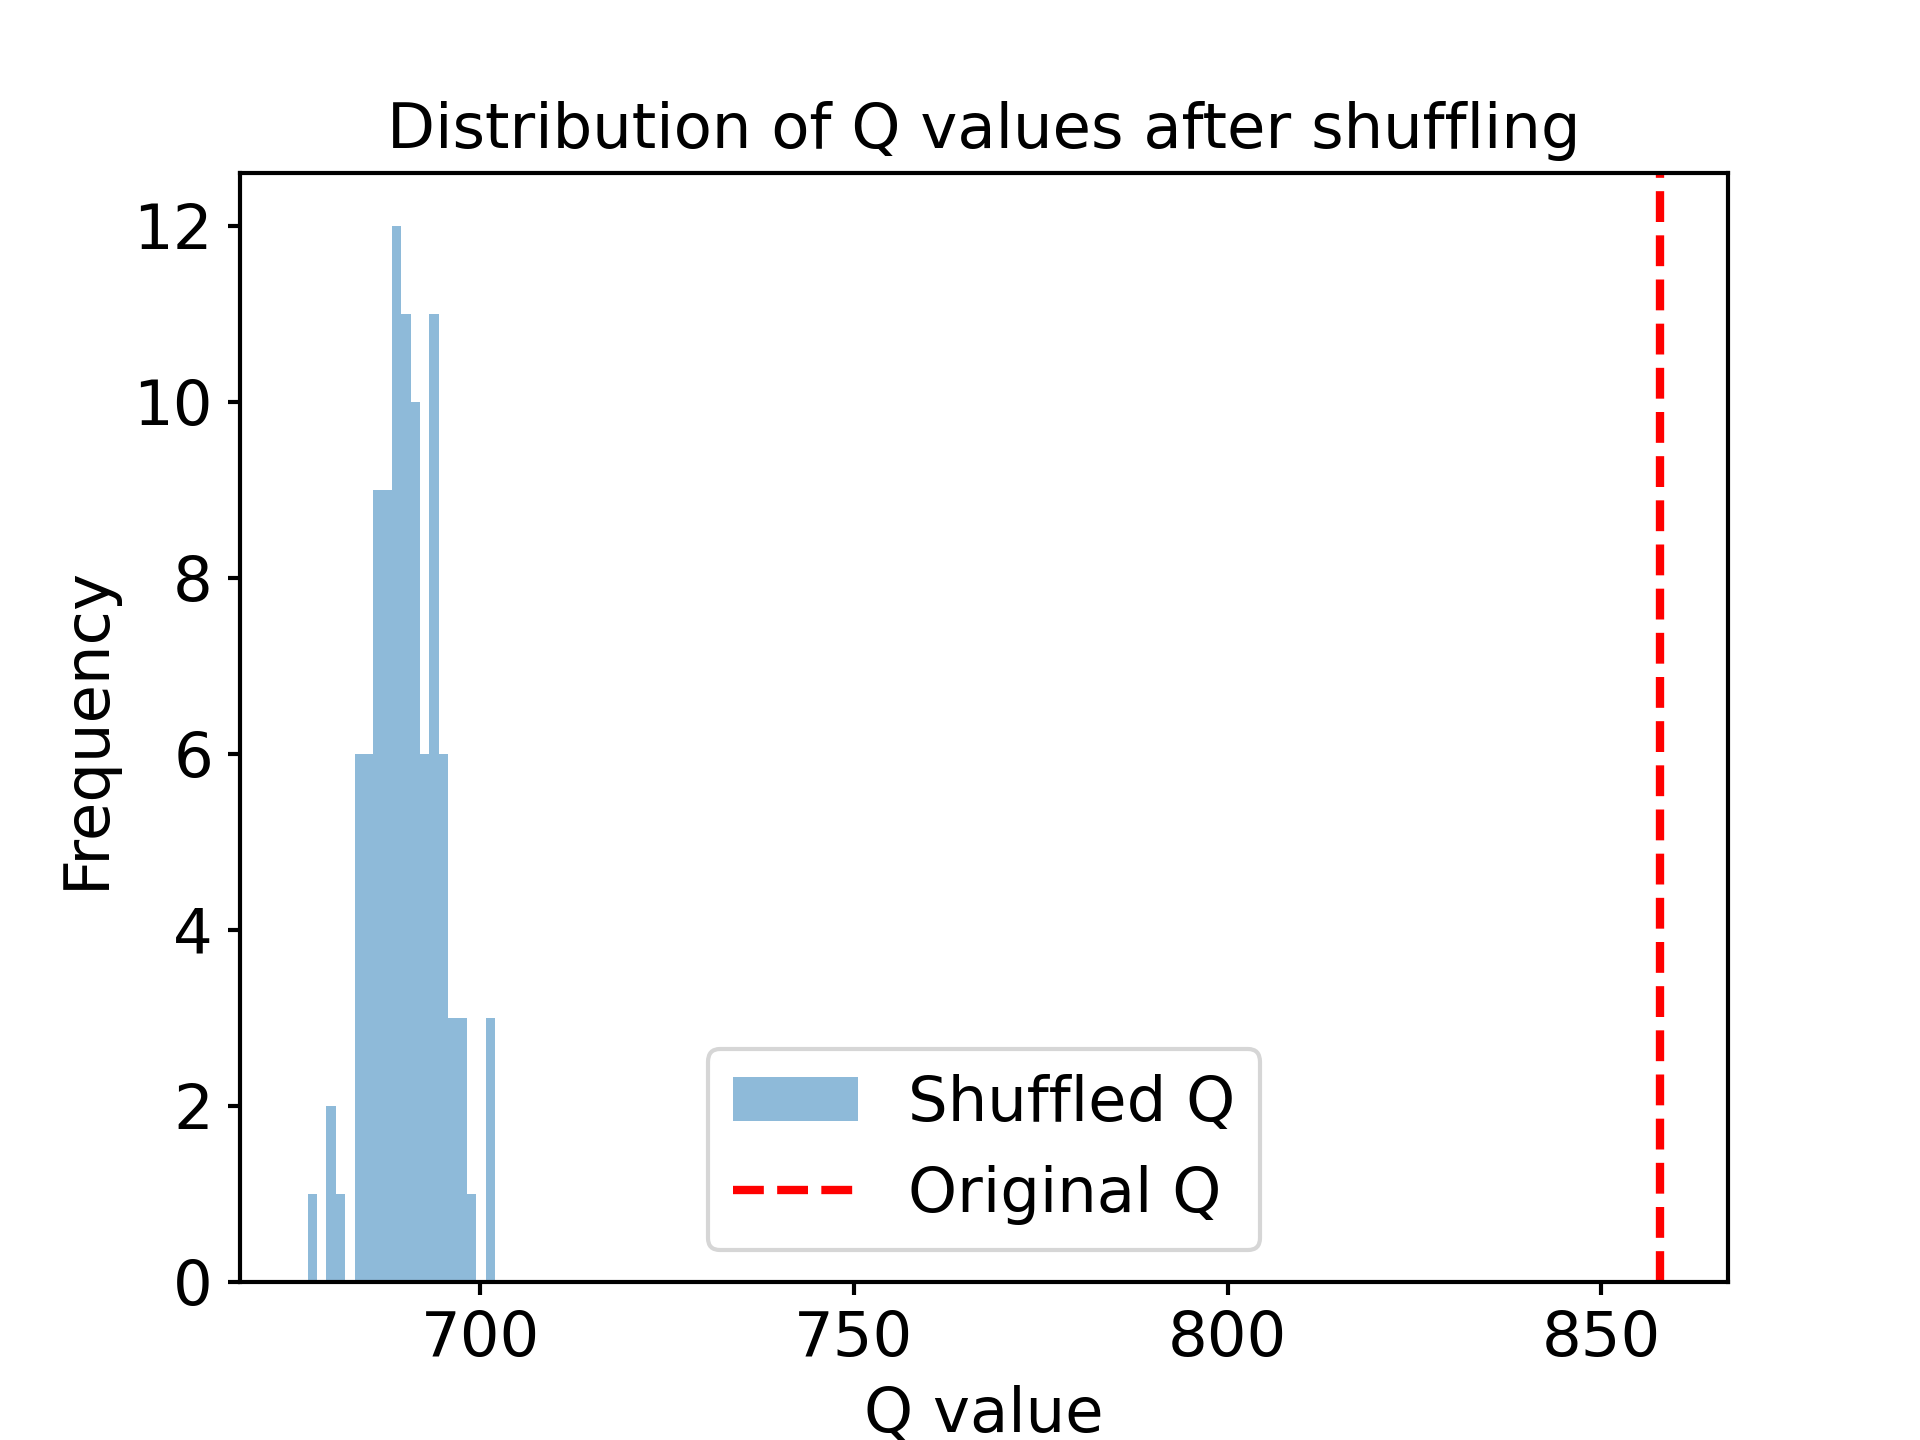 Distribution of Q values after shuffling
12
10
8
6
4
2
0
Frequency
Shuffled Q
Original Q
700 750 800 850
Q value